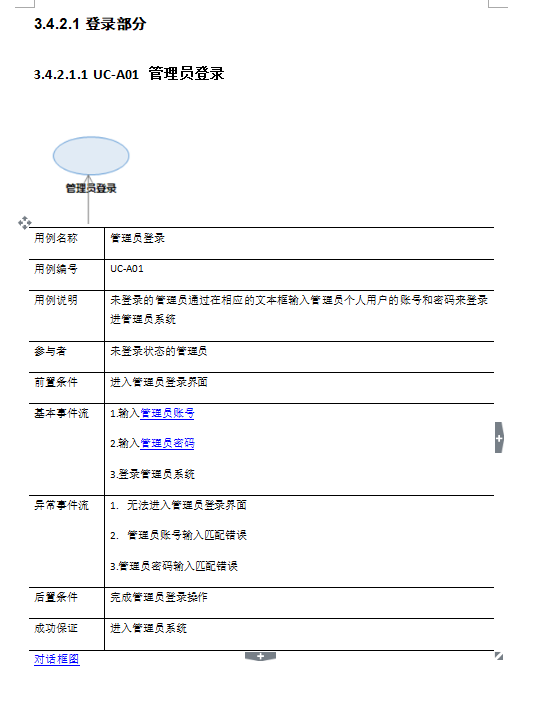 3.4.2.1 登录部分
3.4.2.1.1 UC-A01 管理员登录
管理员登录
用例名称 管理员登录
用例编号 UC-A01
用例说明 未登录的管理员通过在相应的文本框输入管理员个人用户的账号和密码来登录
进管理员系统
参与者 未登录状态的管理员
前置条件 进入管理员登录界面
基本事件流 1.输入管理员账号
2.输入管理员密码
3.登录管理员系统
异常事件流 1. 无法进入管理员登录界面
2. 管理员账号输入匹配错误
3.管理员密码输入匹配错误
后置条件 完成管理员登录操作
成功保证 进入管理员系统
对话框图